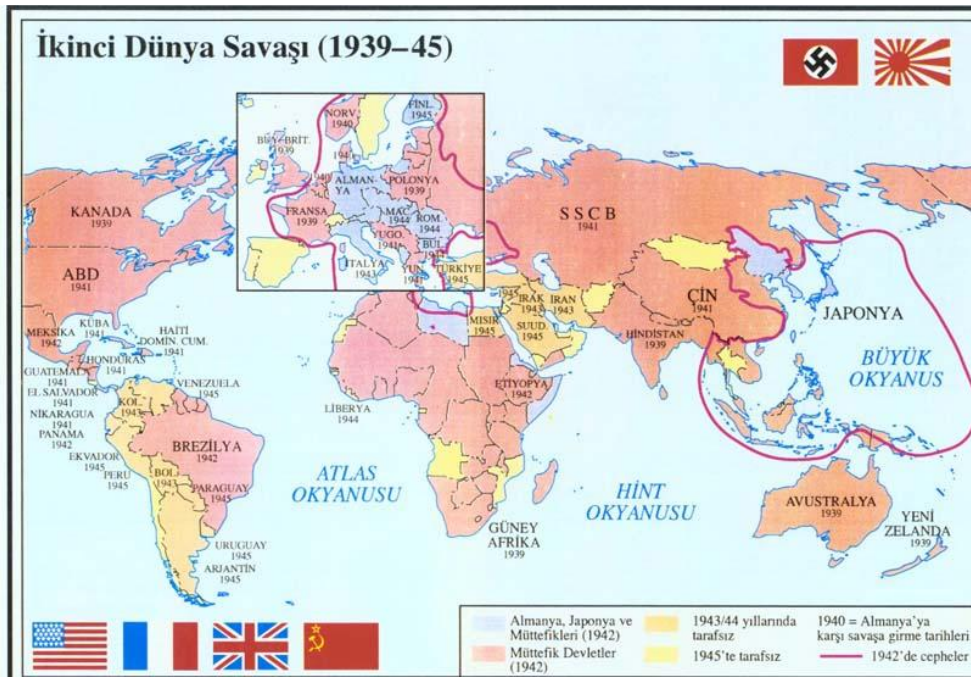 İkinci Dünya Savaşı (1939–45)
NORV.
1940
FİNL.
1945
BÜY. BRİT.
1939
1940
1940
ALMAN-
YA
POLONYA
1939
FRANSA
1939
MAC.
1944
ROM.
1944
YUGO.
1941
BUL.
İTALYA
1943
YUN.
1941
TÜRKİYE
1945
KANADA
1939
ABD
1941
SSCB
1941
MEKSİKA
1942
KÜBA
1941
HAİTİ
DOMİN. CUM.
1941
HONDURAS
1941
GUATEMALA
1941
EL SALVADOR
1941
NİKARAGUA
1941
PANAMA
1942
EKVADOR
1945
PERU
1945
VENEZUELA
1945
KOL.
1943
BREZİLYA
1942
BOL.
1943
PARAGUAY
1945
URUGUAY
1945
ARJANTİN
1945
1945
IRAK
1943
İRAN
1943
MISIR
1945
SUUD.
1945
ÇİN
1941
HİNDİSTAN
1939
JAPONYA
BÜYÜK
OKYANUS
ETİYOPYA
1942
LİBERYA
1944
ATLAS
OKYANUSU
HİNT
OKYANUSU
GÜNEY
AFRİKA
1939
AVUSTRALYA
1939
YENİ
ZELANDA
1939
Almanya, Japonya ve
Müttefikleri (1942)
Müttefik Devletler
(1942)
1943/44 yıllarında
tarafsız
1945'te tarafsız
1940 = Almanya'ya
karşı savaşa girme tarihleri
1942'de cepheler